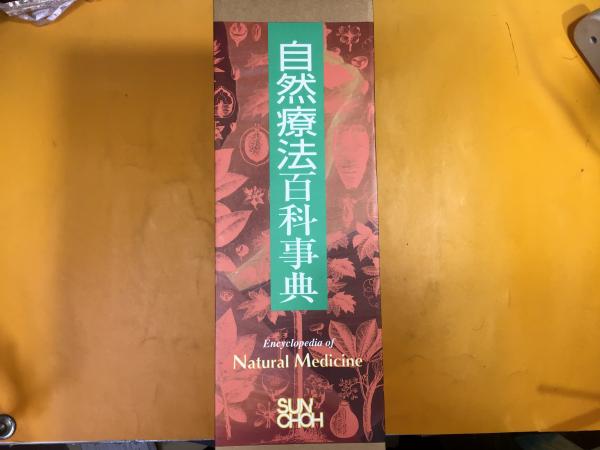 自然療法百科事典
Encyclopedia of
Natural Medicine
SUN
CHOH